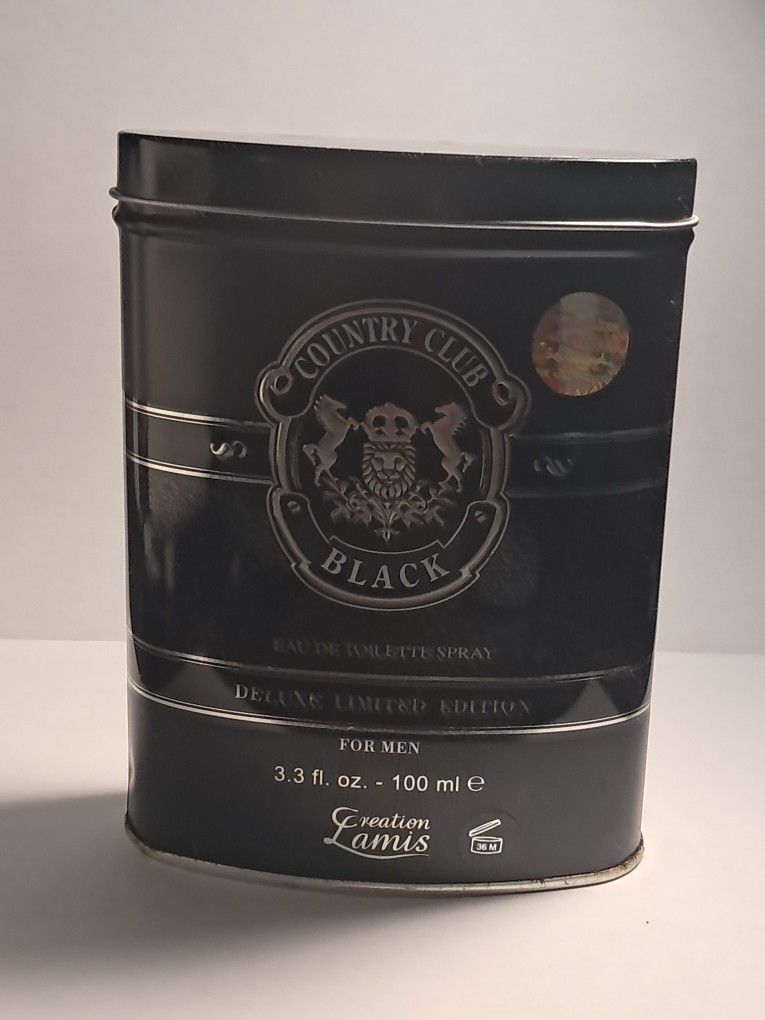 COUNTRY CLUB
BLACK
EAU DE TOILETTE SPRAY
DELUXE LIMITED EDITION
FOR MEN
3.3 fl. oz. - 100 ml ℮
Creation
Lamis
36 M